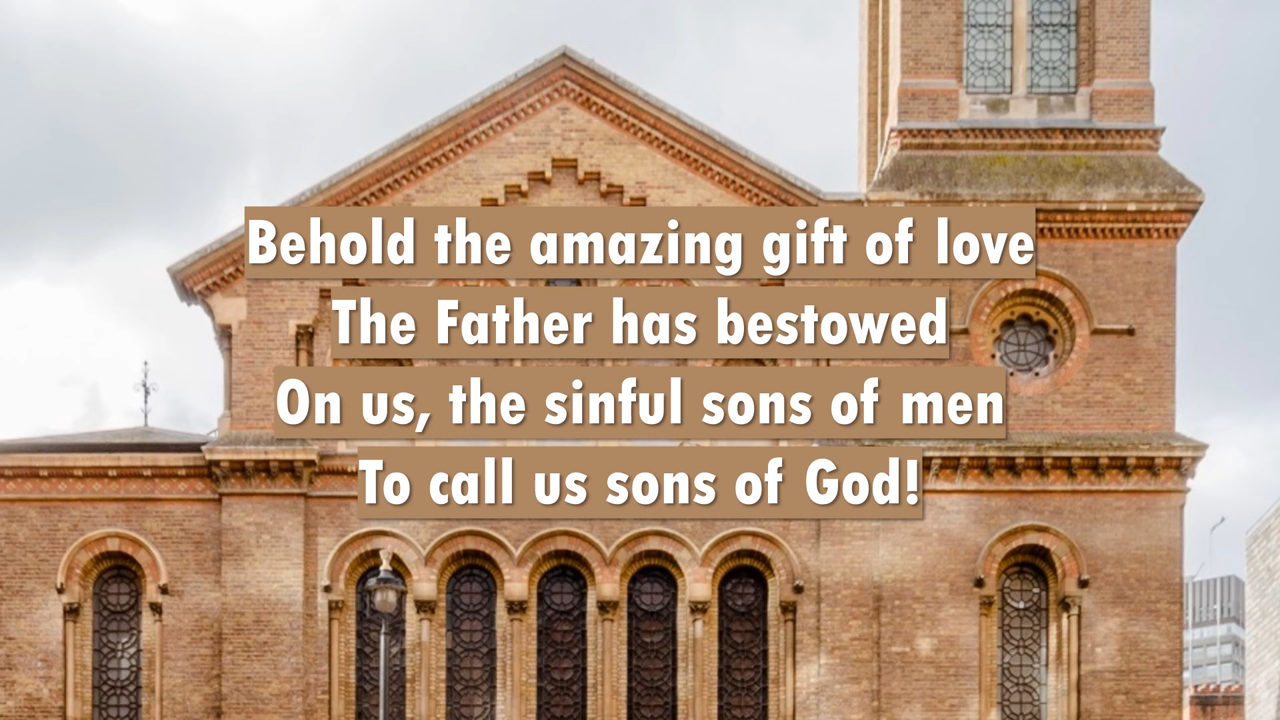 Behold the amazing gift of love
The Father has bestowed
On us, the sinful sons of men
To call us sons of God!